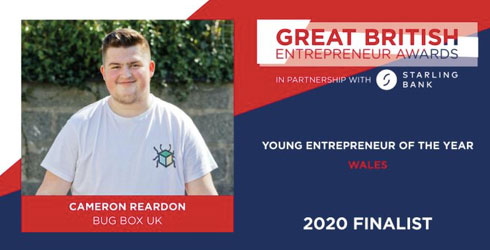 GREAT BRITISH
ENTREPRENEUR AWARDS
IN PARTNERSHIP WITH STARLING BANK
YOUNG ENTREPRENEUR OF THE YEAR
WALES
CAMERON REARDON
BUG BOX UK
2020 FINALIST